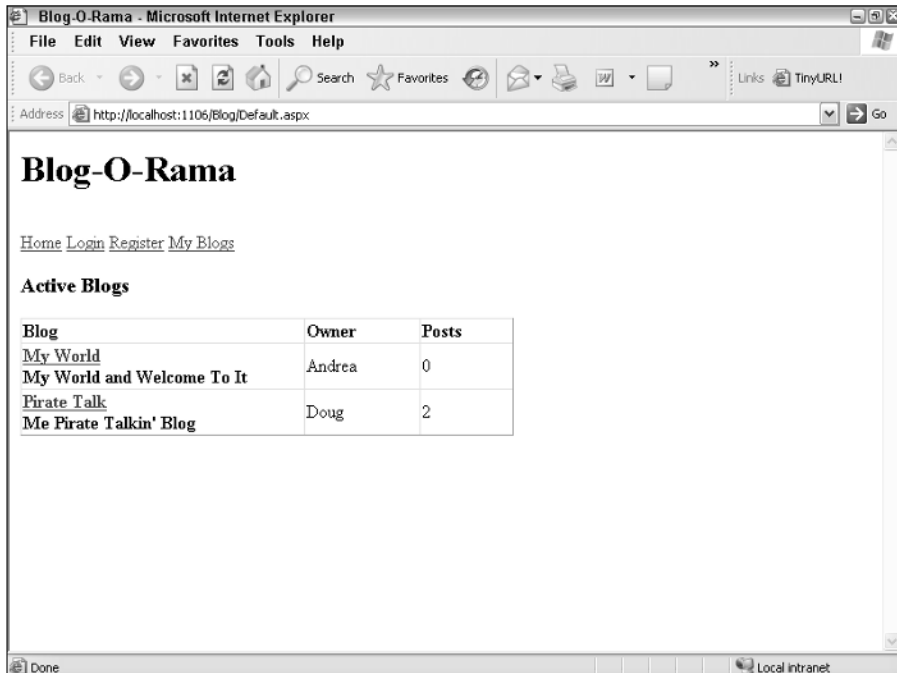 Blog-O-Rama - Microsoft Internet Explorer
File Edit View Favorites Tools Help
Back Search Favorites W » Links TinyURL!
Address http://localhost:1106/Blog/Default.aspx Go
Blog-O-Rama
Home Login Register My Blogs
Active Blogs
Blog Owner Posts
My World
My World and Welcome To It
Andrea 0
Pirate Talk
Me Pirate Talkin' Blog
Doug 2
Done Local intranet